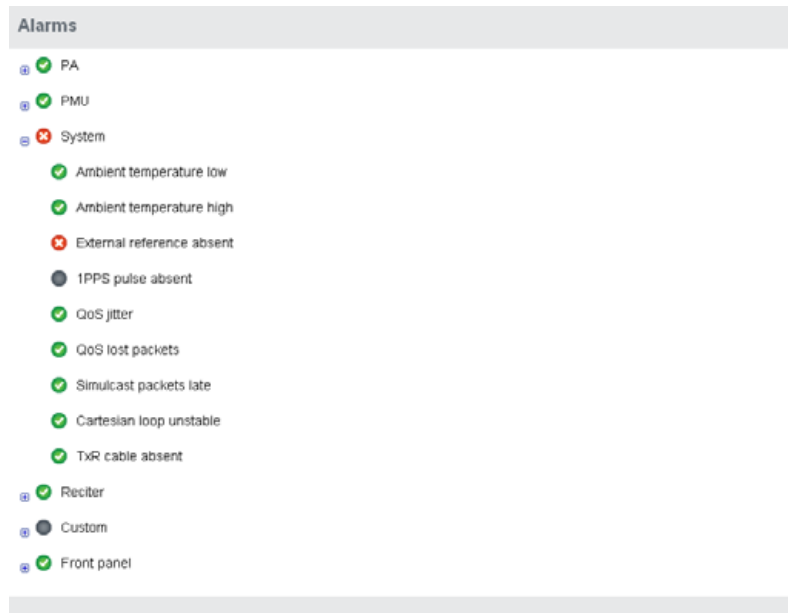 Alarms
PA
PMU
System
Ambient temperature low
Ambient temperature high
External reference absent
1PPS pulse absent
QoS jitter
QoS lost packets
Simulcast packets late
Cartesian loop unstable
TxR cable absent
Reciter
Custom
Front panel